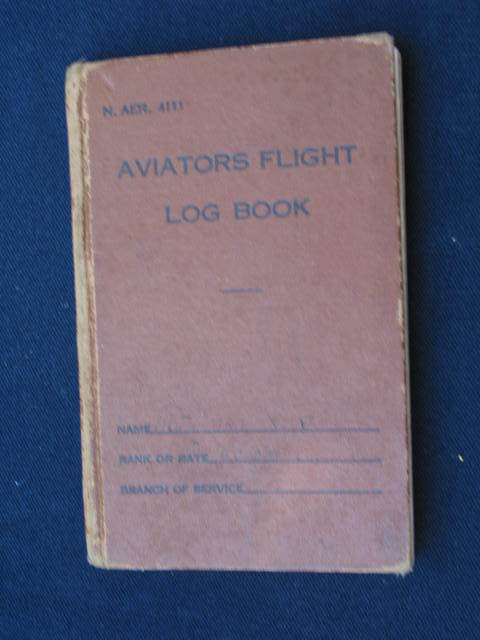 N. AER. 4111
AVIATORS FLIGHT
LOG BOOK
NAME
RANK OR RATE
BRANCH OF SERVICE